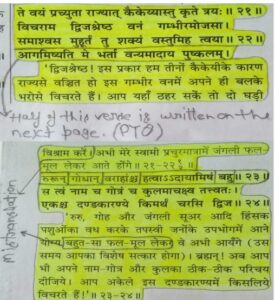 ते वयं प्रच्युता राज्यात् कैकेय्यास्तु कृते त्रयः ॥ २१ ॥
विचराम द्विजश्रेष्ठ वनं गम्भीरमोजसा ।
समाश्वस मुहूर्तं तु शक्यं वस्तुमिह त्वया ॥ २२ ॥
आगमिष्यति मे भर्ता वन्यमादाय पुष्कलम् ।
'द्विजश्रेष्ठ! इस प्रकार हम तीनों कैकेयीके कारण
राज्यसे वञ्चित हो इस गम्भीर वनमें अपने ही बलके
भरोसे विचरते हैं। आप यहाँ ठहर सकें तो दो घड़ी
Half of this verse is written on the
next page. (PTO)
विश्राम करें। अभी मेरे स्वामी प्रचुरमात्रामें जंगली फल-
मूल लेकर आते होंगे॥ २१-२२ ॥
रुरून् गोधान् वराहांश्च हत्वाऽऽदायामिषं बहु ॥ २३ ॥
स त्वं नाम च गोत्रं च कुलमाचक्ष्व तत्त्वतः ।
एकश्च दण्डकारण्ये किमर्थं चरसि द्विज ॥ २४ ॥
'रुरु, गोह और जंगली सूअर आदि हिंसक
पशुओंका वध करके तपस्वी जनोंके उपभोगमें आने
योग्य बहुत-सा फल-मूल लेकर वे अभी आयेंगे (उस
समय आपका विशेष सत्कार होगा)। ब्रह्मन्! अब आप
भी अपने नाम-गोत्र और कुलका ठीक-ठीक परिचय
दीजिये। आप अकेले इस दण्डकारण्यमें किसलिये
विचरते हैं?'॥ २३-२४ ॥